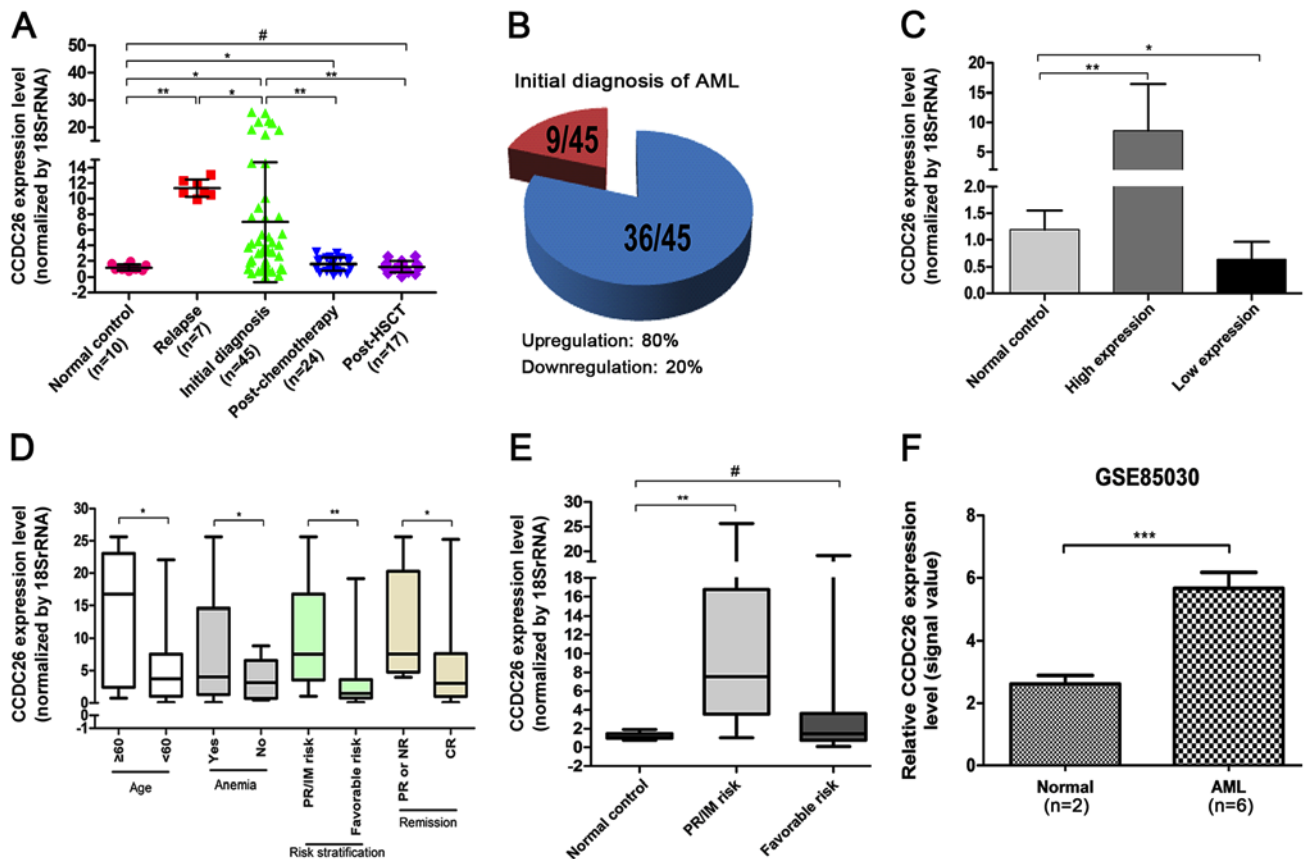 A
CCDC26 expression level
(normalized by 18SrRNA)
50
40
30
20
14
12
10
8
6
4
2
0
-2
#
*
* **
** * **
Normal control
(n=10)
Relapse
(n=7)
Initial diagnosis
(n=45)
Post-chemotherapy
(n=24)
Post-HSCT
(n=17)
B
Initial diagnosis of AML
9/45
36/45
Upregulation: 80%
Downregulation: 20%
C
CCDC26 expression level
(normalized by 18SrRNA)
20
15
10
5
2.0
1.5
1.0
0.5
0.0
*
**
Normal control
High expression
Low expression
D
CCDC26 expression level
(normalized by 18SrRNA)
30
25
20
15
10
5
0
0
-1
* * ** *
≥60
<60
Age
Yes
No
Anemia
PR/IM risk
Favorable risk
Risk stratification
PR or NR
CR
Remission
E
CCDC26 expression level
(normalized by 18SrRNA)
30
25
20
18
16
14
12
10
8
6
4
2
0
-2
#
**
Normal control
PR/IM risk
Favorable risk
F
GSE85030
Relative CCDC26 expression
level (signal value)
8
6
4
2
0
***
Normal
(n=2)
AML
(n=6)